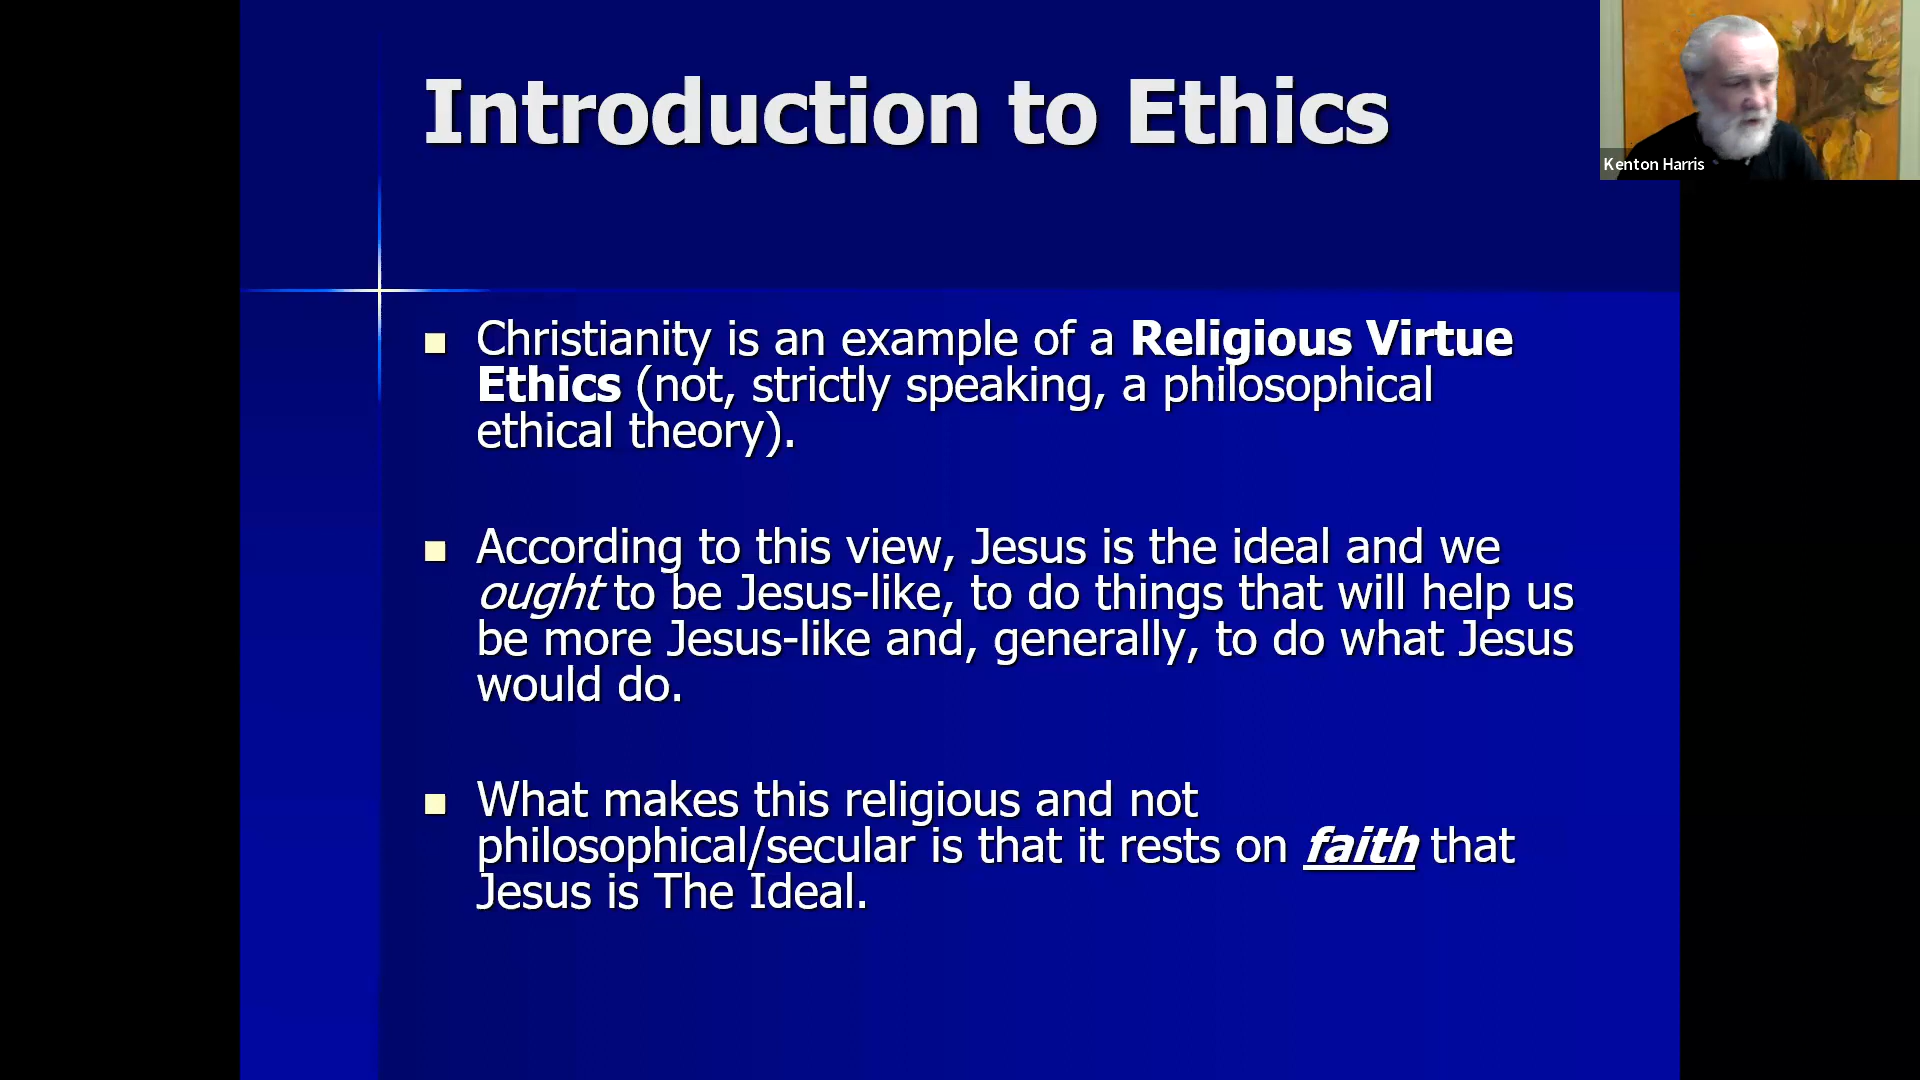 Introduction to Ethics
Kenton Harris
Christianity is an example of a Religious Virtue
Ethics (not, strictly speaking, a philosophical
ethical theory).
According to this view, Jesus is the ideal and we
ought to be Jesus-like, to do things that will help us
be more Jesus-like and, generally, to do what Jesus
would do.
What makes this religious and not
philosophical/secular is that it rests on faith that
Jesus is The Ideal.